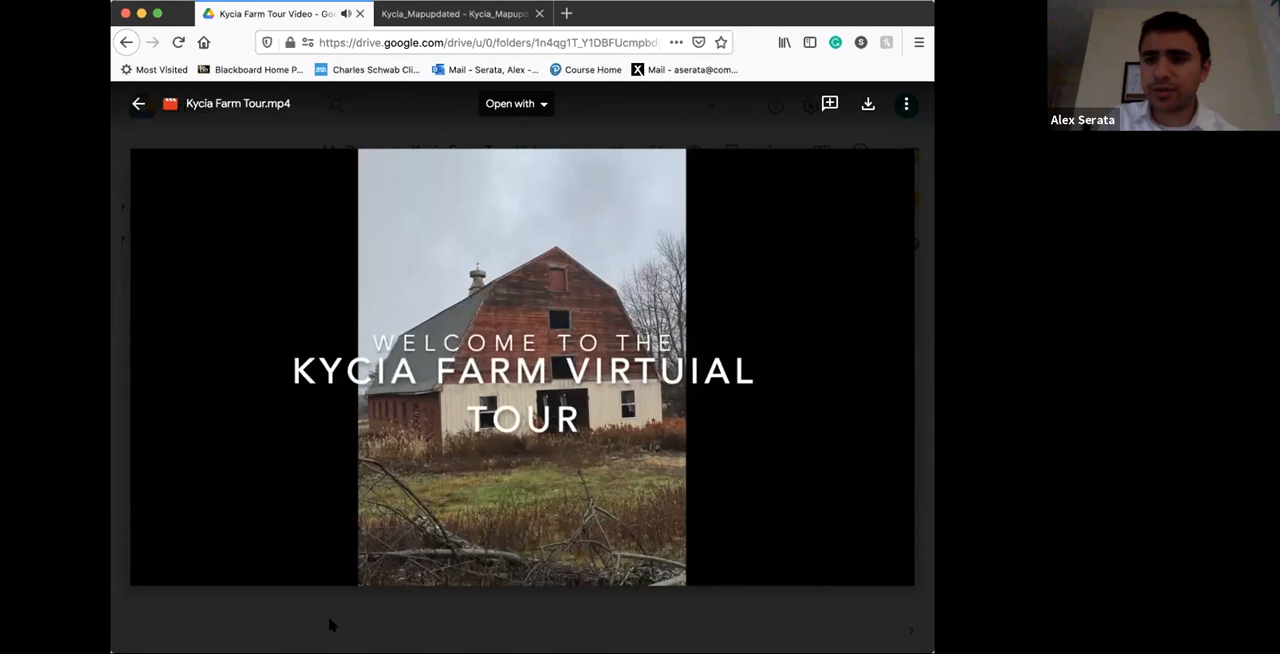 Kycia Farm Tour Video - Goo
Kycia_Mapupdated - Kycia_Mapupd
https://drive.google.com/drive/u/0/folders/1n4qg1T_Y1DBFUcmpbd
Most Visited
Blackboard Home P...
Charles Schwab Cli...
Mail - Serata, Alex -...
Course Home
Mail - aserata@com...
Kycia Farm Tour.mp4
Open with
WELCOME TO THE
KYCIA FARM VIRTUIAL
TOUR
Alex Serata